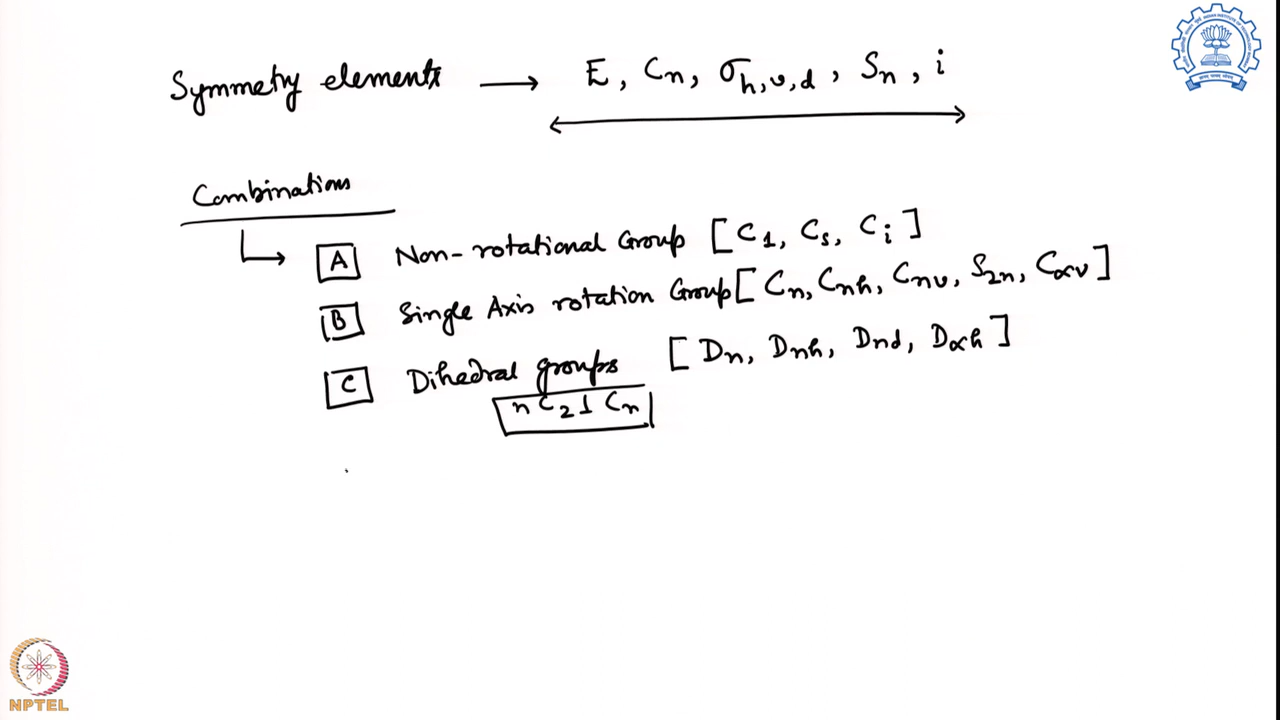 Symmetry elements → E, Cn, σh,v,d, Sn, i
Combinations
A Non-rotational Group [C1, Cs, Ci]
B Single Axis rotation Group [Cn, Cnh, Cnv, S2n, C∝v]
C Dihedral groups [Dn, Dnh, Dnd, D∝h]
n C2 ⊥ Cn
NPTEL